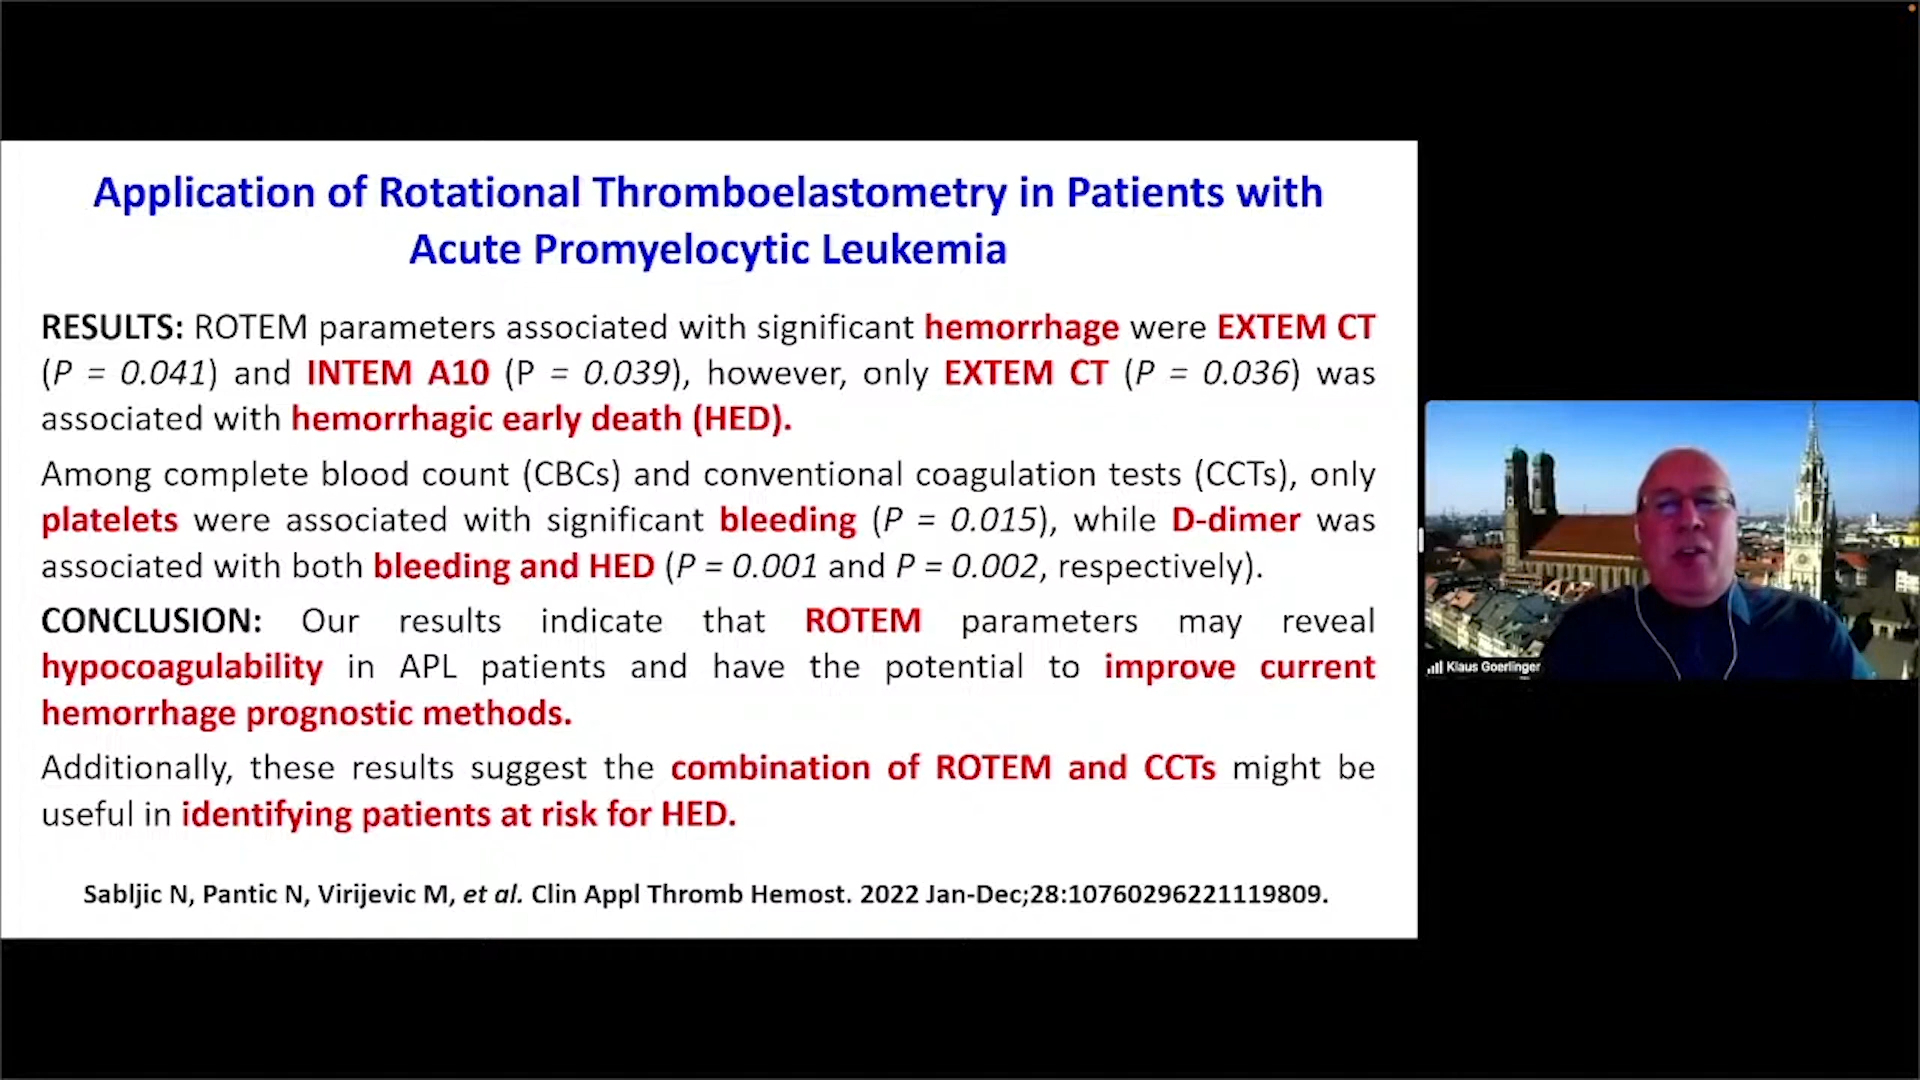 Application of Rotational Thromboelastometry in Patients with
Acute Promyelocytic Leukemia
RESULTS: ROTEM parameters associated with significant hemorrhage were EXTEM CT
(P = 0.041) and INTEM A10 (P = 0.039), however, only EXTEM CT (P = 0.036) was
associated with hemorrhagic early death (HED).
Among complete blood count (CBCs) and conventional coagulation tests (CCTs), only
platelets were associated with significant bleeding (P = 0.015), while D-dimer was
associated with both bleeding and HED (P = 0.001 and P = 0.002, respectively).
CONCLUSION: Our results indicate that ROTEM parameters may reveal
hypocoagulability in APL patients and have the potential to improve current
hemorrhage prognostic methods.
Additionally, these results suggest the combination of ROTEM and CCTs might be
useful in identifying patients at risk for HED.
Sabljic N, Pantic N, Virijevic M, et al. Clin Appl Thromb Hemost. 2022 Jan-Dec;28:10760296221119809.
Klaus Goerlinger